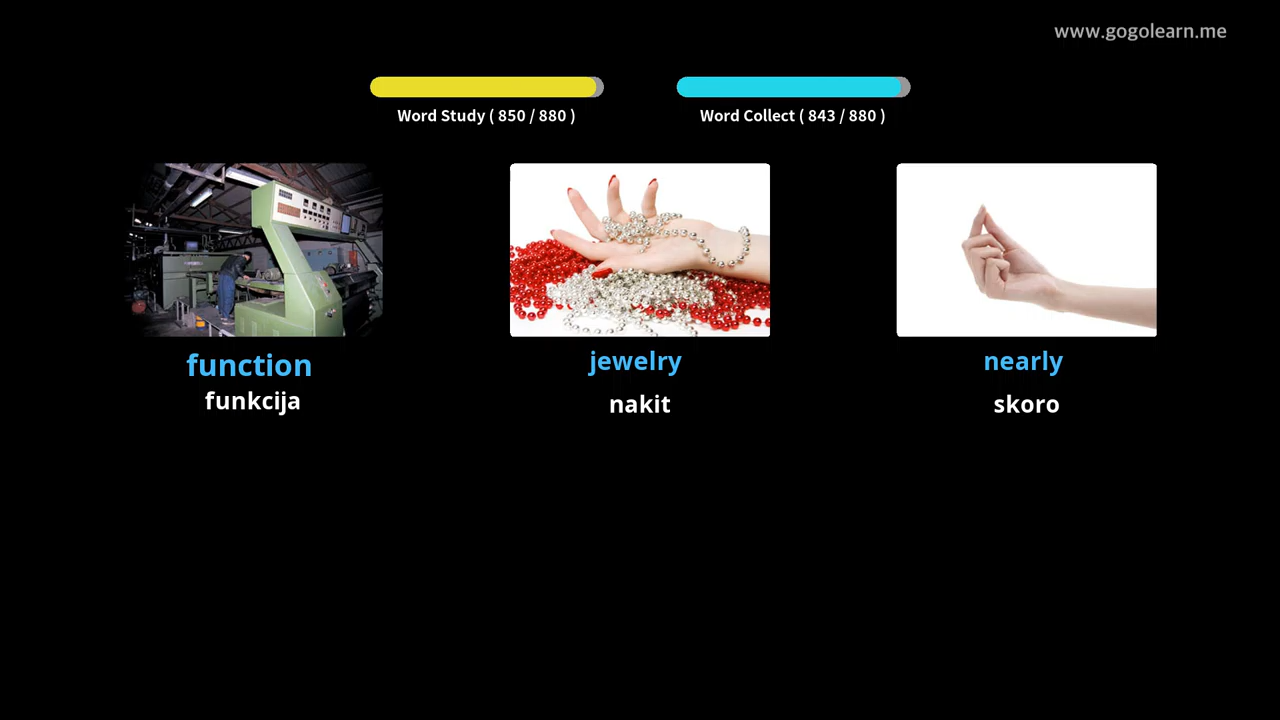 www.gogolearn.me
Word Study ( 850 / 880 )
Word Collect ( 843 / 880 )
function
funkcija
jewelry
nakit
nearly
skoro